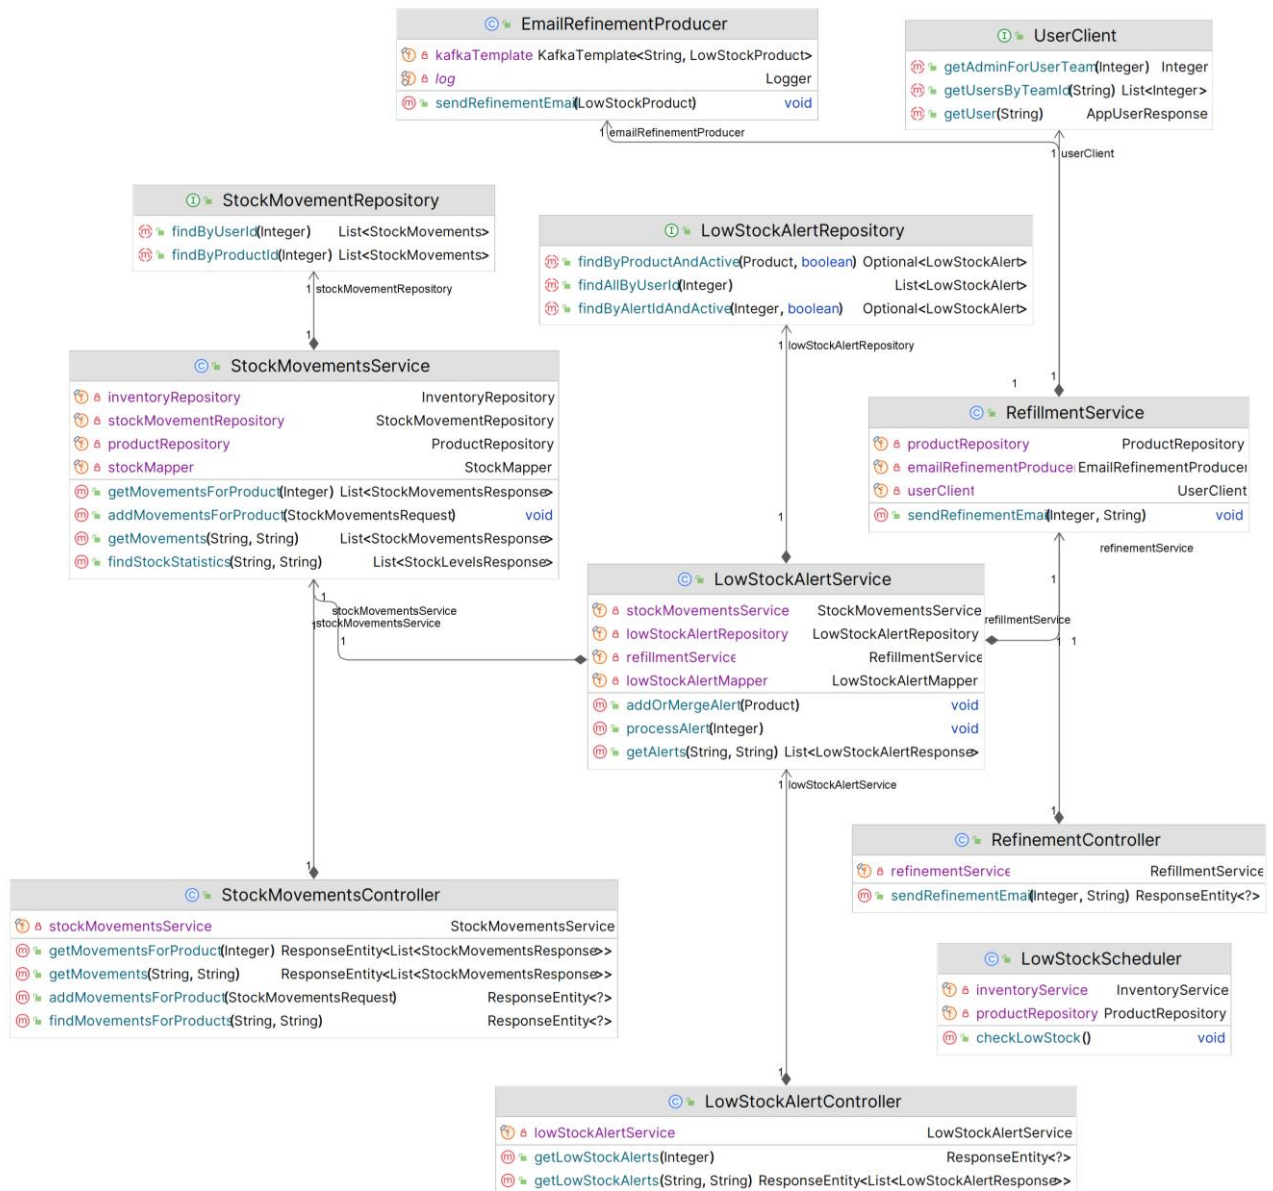 EmailRefinementProducer
kafkaTemplate KafkaTemplate<String, LowStockProduct>
log Logger
sendRefinementEmail(LowStockProduct) void
1 emailRefinementProducer
UserClient
getAdminForUserTeam(Integer) Integer
getUsersByTeamId(String) List<Integer>
getUser(String) AppUserResponse
1 userClient
StockMovementRepository
findByUserId(Integer) List<StockMovements>
findByProductId(Integer) List<StockMovements>
1 stockMovementRepository
1
LowStockAlertRepository
findByProductAndActive(Product, boolean) Optional<LowStockAlert>
findAllByUserId(Integer) List<LowStockAlert>
findByAlertIdAndActive(Integer, boolean) Optional<LowStockAlert>
1 lowStockAlertRepository
1
StockMovementsService
inventoryRepository InventoryRepository
stockMovementRepository StockMovementRepository
productRepository ProductRepository
stockMapper StockMapper
getMovementsForProduct(Integer) List<StockMovementsResponse>
addMovementsForProduct(StockMovementsRequest) void
getMovements(String, String) List<StockMovementsResponse>
findStockStatistics(String, String) List<StockLevelsResponse>
1 1
RefillmentService
productRepository ProductRepository
emailRefinementProducer EmailRefinementProducer
userClient UserClient
sendRefinementEmail(Integer, String) void
refinementService
1
LowStockAlertService
stockMovementsService StockMovementsService
lowStockAlertRepository LowStockAlertRepository
refillmentService RefillmentService
lowStockAlertMapper LowStockAlertMapper
addOrMergeAlert(Product) void
processAlert(Integer) void
getAlerts(String, String) List<LowStockAlertResponse>
1
stockMovementsService
1 stockMovementsService
1
refillmentService
1 1
1 lowStockAlertService
1
RefinementController
refinementService RefillmentService
sendRefinementEmail(Integer, String) ResponseEntity<?>
1
StockMovementsController
stockMovementsService StockMovementsService
getMovementsForProduct(Integer) ResponseEntity<List<StockMovementsResponse>>
getMovements(String, String) ResponseEntity<List<StockMovementsResponse>>
addMovementsForProduct(StockMovementsRequest) ResponseEntity<?>
findMovementsForProducts(String, String) ResponseEntity<?>
LowStockScheduler
inventoryService InventoryService
productRepository ProductRepository
checkLowStock() void
1
LowStockAlertController
lowStockAlertService LowStockAlertService
getLowStockAlerts(Integer) ResponseEntity<?>
getLowStockAlerts(String, String) ResponseEntity<List<LowStockAlertResponse>>